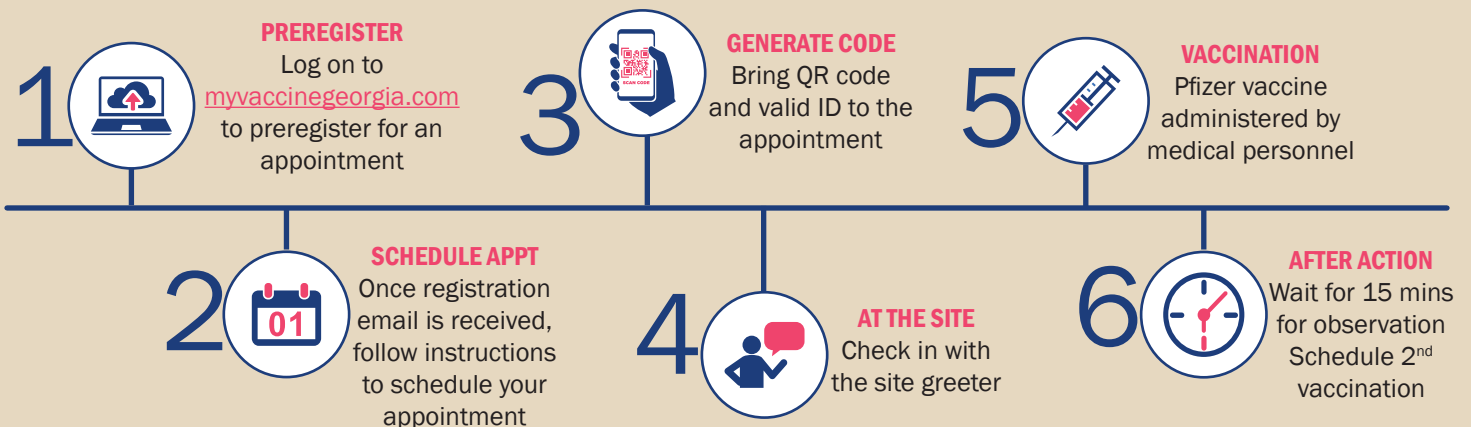 1
PREREGISTER
Log on to
myvaccinegeorgia.com
to preregister for an
appointment
2
01
SCHEDULE APPT
Once registration
email is received,
follow instructions
to schedule your
appointment
3
SCAN CODE
GENERATE CODE
Bring QR code
and valid ID to the
appointment
4
AT THE SITE
Check in with
the site greeter
5
VACCINATION
Pfizer vaccine
administered by
medical personnel
6
AFTER ACTION
Wait for 15 mins
for observation
Schedule 2nd
vaccination